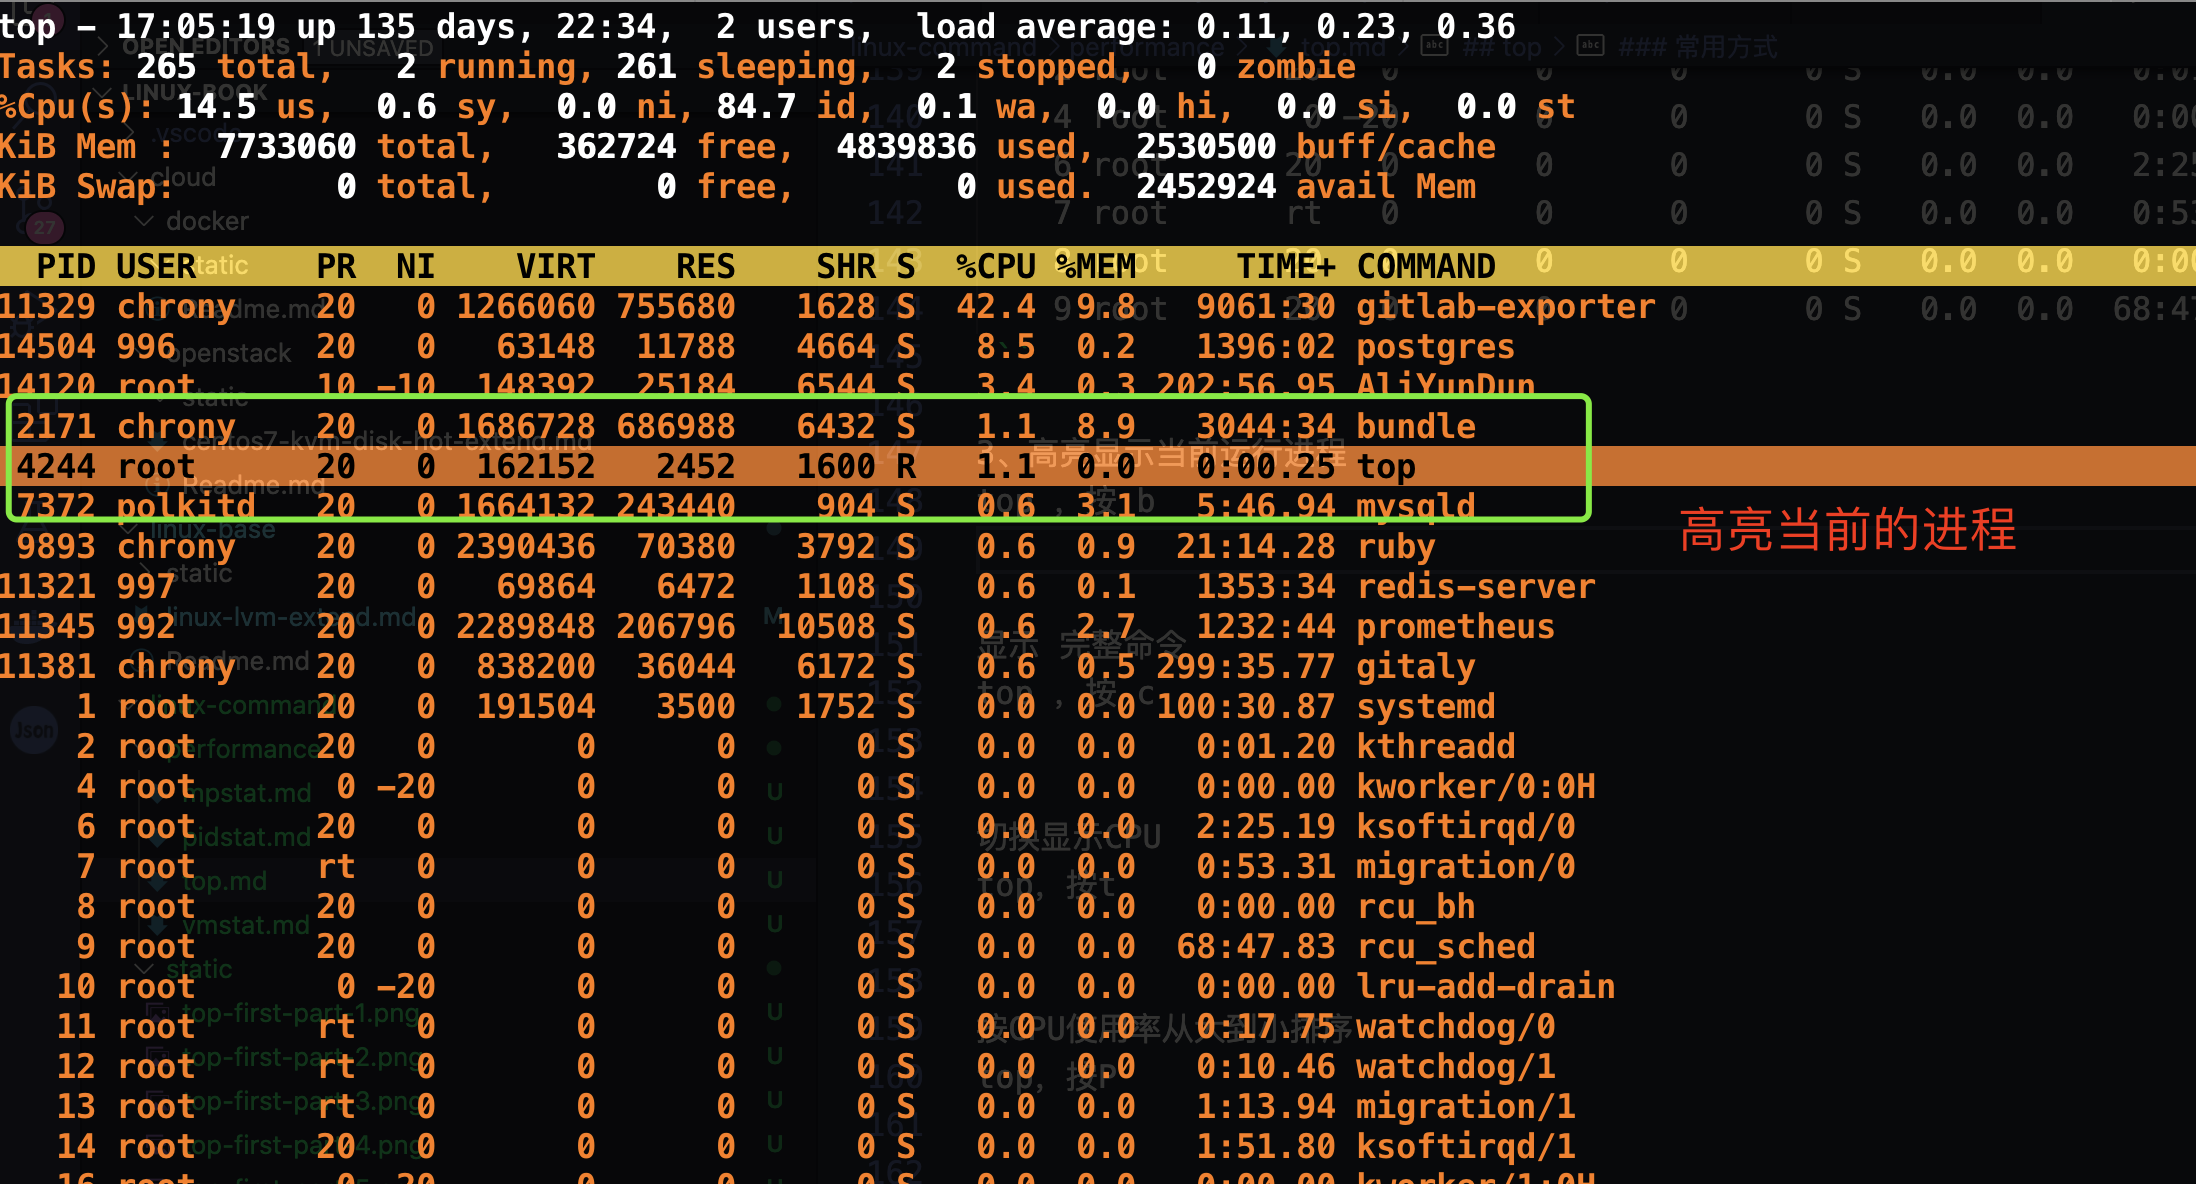 top - 17:05:19 up 135 days, 22:34,  2 users,  load average: 0.11, 0.23, 0.36
Tasks: 265 total,   2 running, 261 sleeping,   2 stopped,   0 zombie
%Cpu(s): 14.5 us,  0.6 sy,  0.0 ni, 84.7 id,  0.1 wa,  0.0 hi,  0.0 si,  0.0 st
KiB Mem :  7733060 total,   362724 free,  4839836 used,  2530500 buff/cache
KiB Swap:        0 total,        0 free,        0 used.  2452924 avail Mem
PID USER      PR  NI    VIRT    RES    SHR S  %CPU %MEM     TIME+ COMMAND
11329 chrony    20   0 1266060 755680   1628 S  42.4  9.8   9061:30 gitlab-exporter
14504 996       20   0   63148  11788   4664 S   8.5  0.2   1396:02 postgres
14120 root      10 -10  148392  25184   6544 S   3.4  0.3 202:56.95 AliYunDun
2171 chrony    20   0 1686728 686988   6432 S   1.1  8.9   3044:34 bundle
4244 root      20   0  162152   2452   1600 R   1.1  0.0   0:00.25 top
7372 polkitd   20   0 1664132 243440    904 S   0.6  3.1   5:46.94 mysqld
高亮当前的进程
9893 chrony    20   0 2390436  70380   3792 S   0.6  0.9  21:14.28 ruby
11321 997       20   0   69864   6472   1108 S   0.6  0.1   1353:34 redis-server
11345 992       20   0 2289848 206796  10508 S   0.6  2.7   1232:44 prometheus
11381 chrony    20   0  838200  36044   6172 S   0.6  0.5 299:35.77 gitaly
1 root      20   0  191504   3500   1752 S   0.0  0.0 100:30.87 systemd
2 root      20   0       0      0      0 S   0.0  0.0   0:01.20 kthreadd
4 root       0 -20       0      0      0 S   0.0  0.0   0:00.00 kworker/0:0H
6 root      20   0       0      0      0 S   0.0  0.0   2:25.19 ksoftirqd/0
7 root      rt   0       0      0      0 S   0.0  0.0   0:53.31 migration/0
8 root      20   0       0      0      0 S   0.0  0.0   0:00.00 rcu_bh
9 root      20   0       0      0      0 S   0.0  0.0  68:47.83 rcu_sched
10 root       0 -20       0      0      0 S   0.0  0.0   0:00.00 lru-add-drain
11 root      rt   0       0      0      0 S   0.0  0.0   0:17.75 watchdog/0
12 root      rt   0       0      0      0 S   0.0  0.0   0:10.46 watchdog/1
13 root      rt   0       0      0      0 S   0.0  0.0   1:13.94 migration/1
14 root      20   0       0      0      0 S   0.0  0.0   1:51.80 ksoftirqd/1
16 root       0 -20       0      0      0 S   0.0  0.0   0:00.00 kworker/1:0H